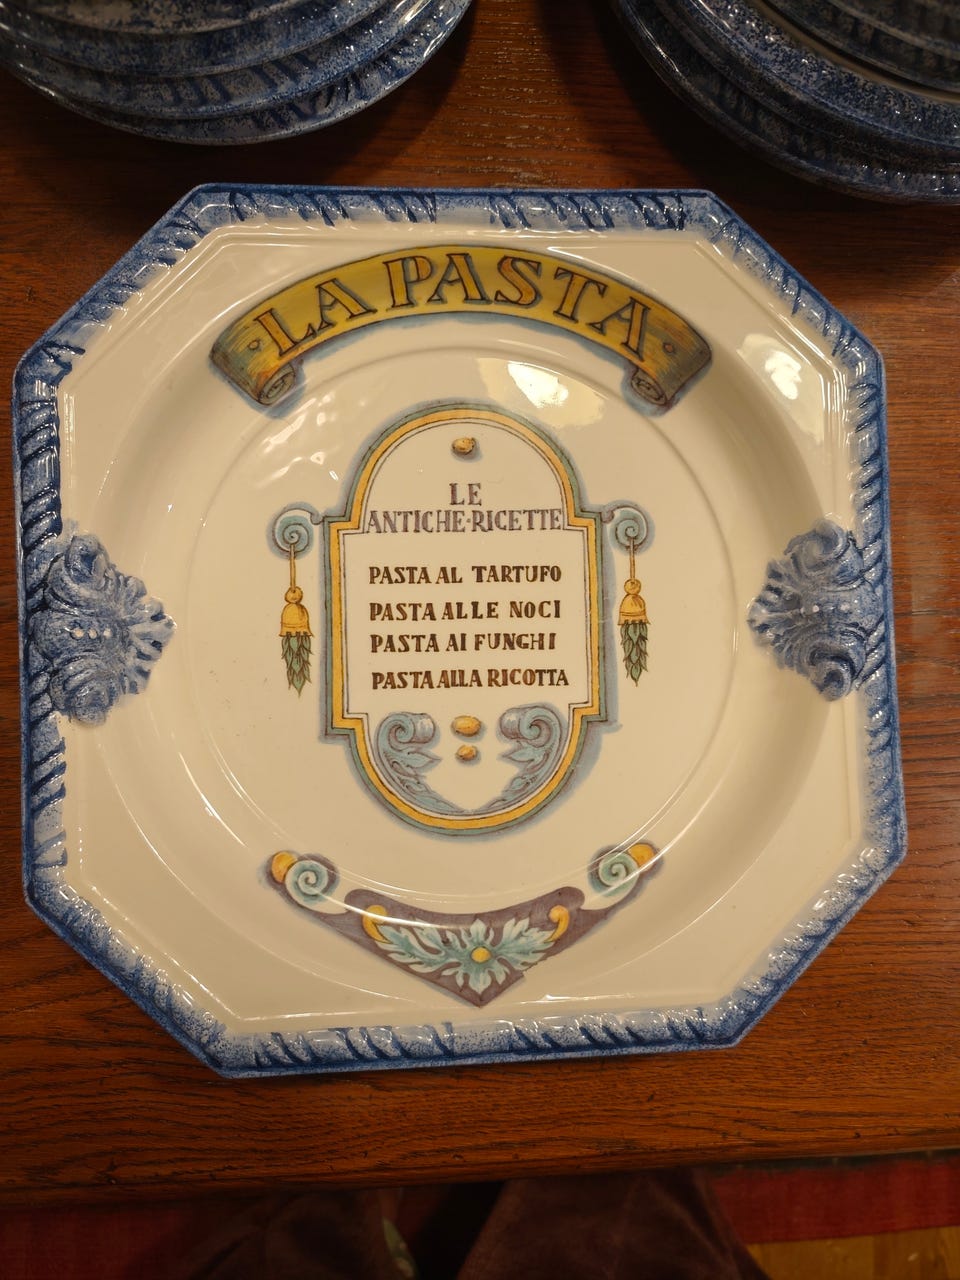 LA PASTA
LE
ANTICHE·RICETTE
PASTA AL TARTUFO
PASTA ALLE NOCI
PASTA AI FUNGHI
PASTA ALLA RICOTTA